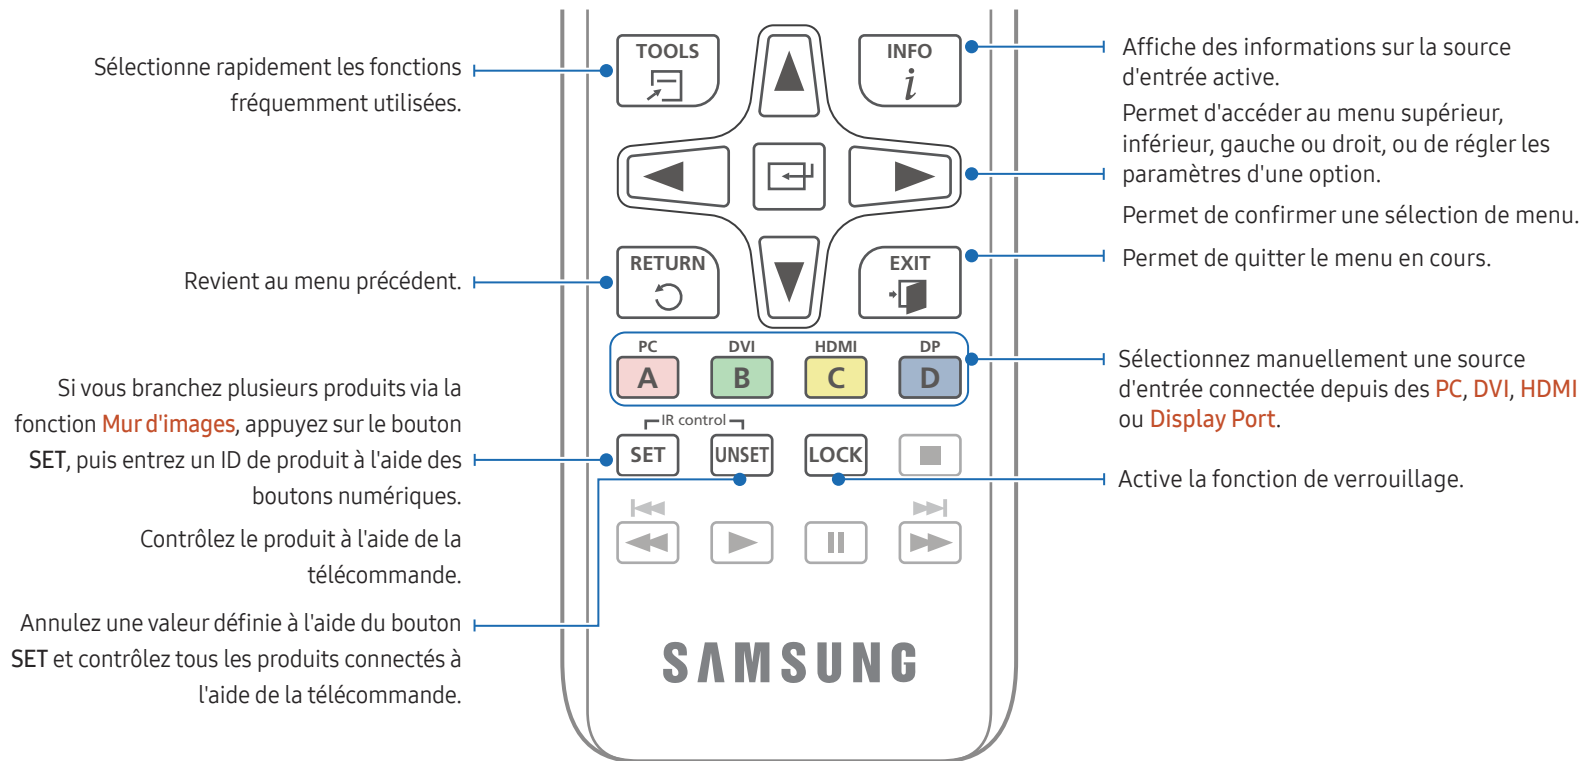 Sélectionne rapidement les fonctions
fréquemment utilisées.
Revient au menu précédent.
Si vous branchez plusieurs produits via la
fonction Mur d'images, appuyez sur le bouton
SET, puis entrez un ID de produit à l'aide des
boutons numériques.
Contrôlez le produit à l'aide de la
télécommande.
Annulez une valeur définie à l'aide du bouton
SET et contrôlez tous les produits connectés à
l'aide de la télécommande.
TOOLS
INFO
i
RETURN
EXIT
PC DVI HDMI DP
A B C D
IR control
SET UNSET LOCK
SAMSUNG
Affiche des informations sur la source
d'entrée active.
Permet d'accéder au menu supérieur,
inférieur, gauche ou droit, ou de régler les
paramètres d'une option.
Permet de confirmer une sélection de menu.
Permet de quitter le menu en cours.
Sélectionnez manuellement une source
d'entrée connectée depuis des PC, DVI, HDMI
ou Display Port.
Active la fonction de verrouillage.